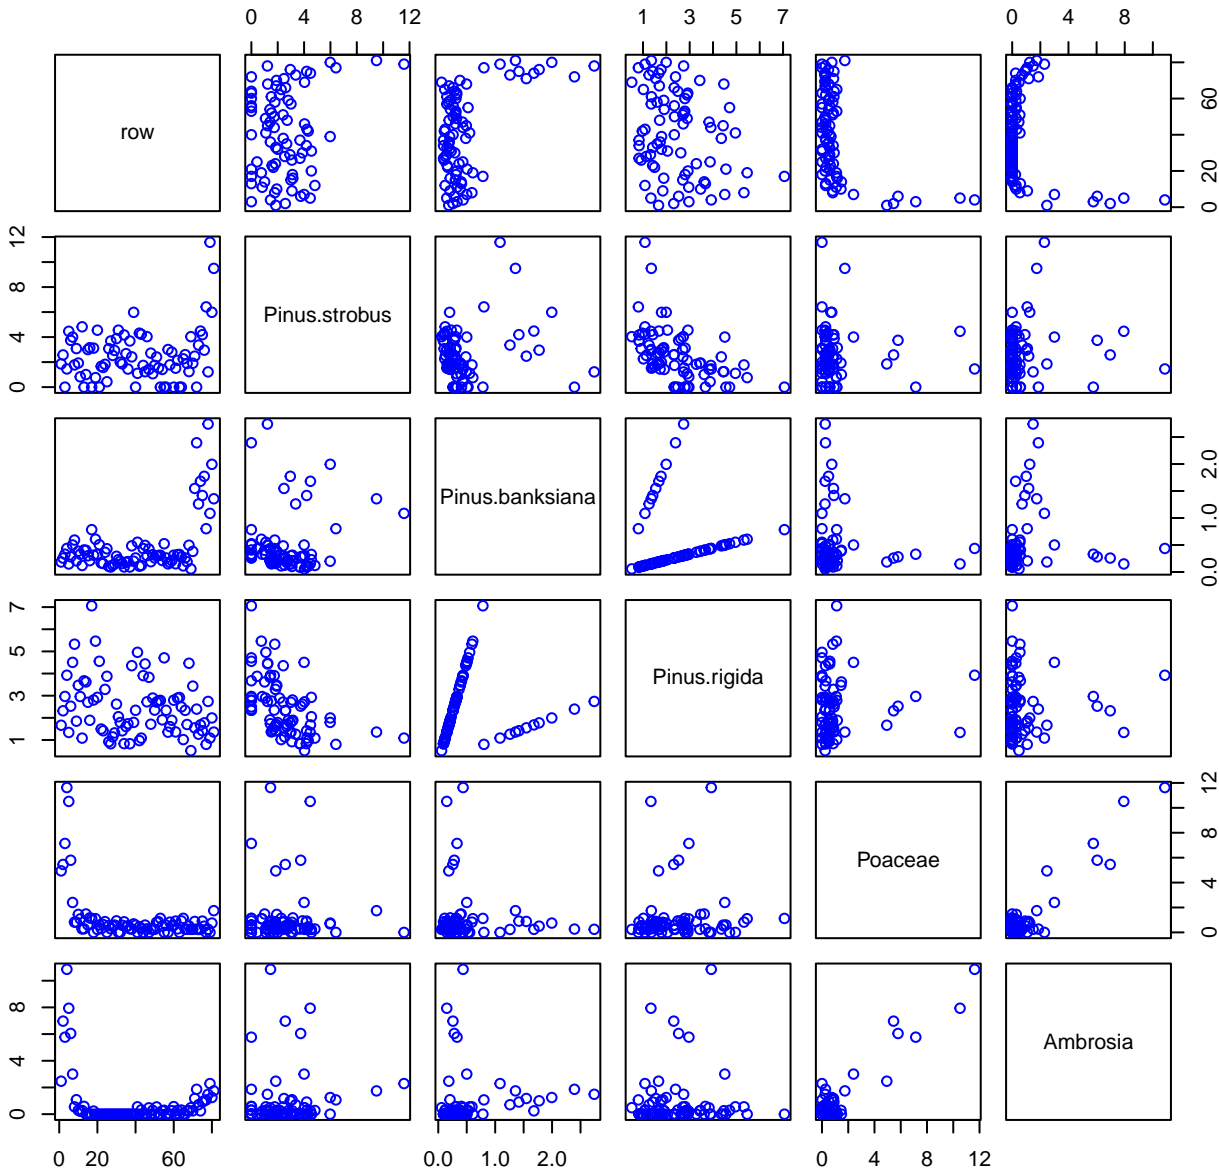 0 4 8 12 1 3 5 7 0 4 8
row 0 20 60
0 4 8 12 Pinus.strobus
Pinus.banksiana 0.0 1.0 2.0
1 3 5 7 Pinus.rigida
Poaceae 0 4 8 12
0 4 8 Ambrosia
0 20 60 0.0 1.0 2.0 0 4 8 12